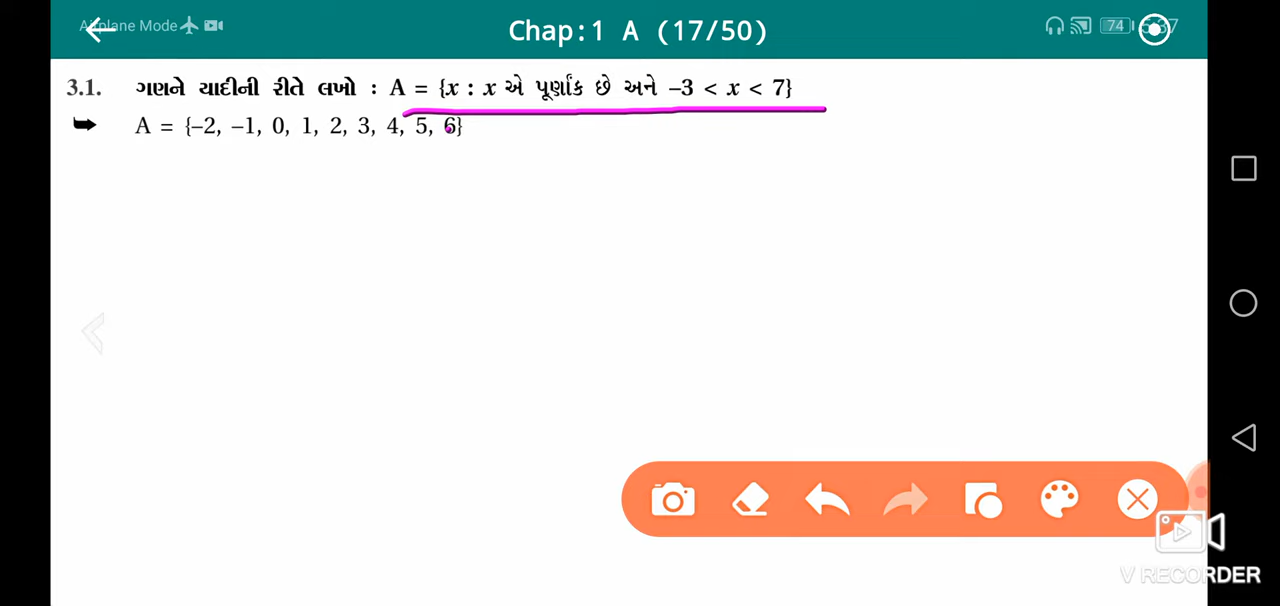 Airplane Mode
Chap:1 A (17/50)
74
3.1. ગણને યાદીની રીતે લખો : A = {x : x એ પૂર્ણાંક છે અને –3 < x < 7}
➥ A = {–2, –1, 0, 1, 2, 3, 4, 5, 6}
V RECORDER